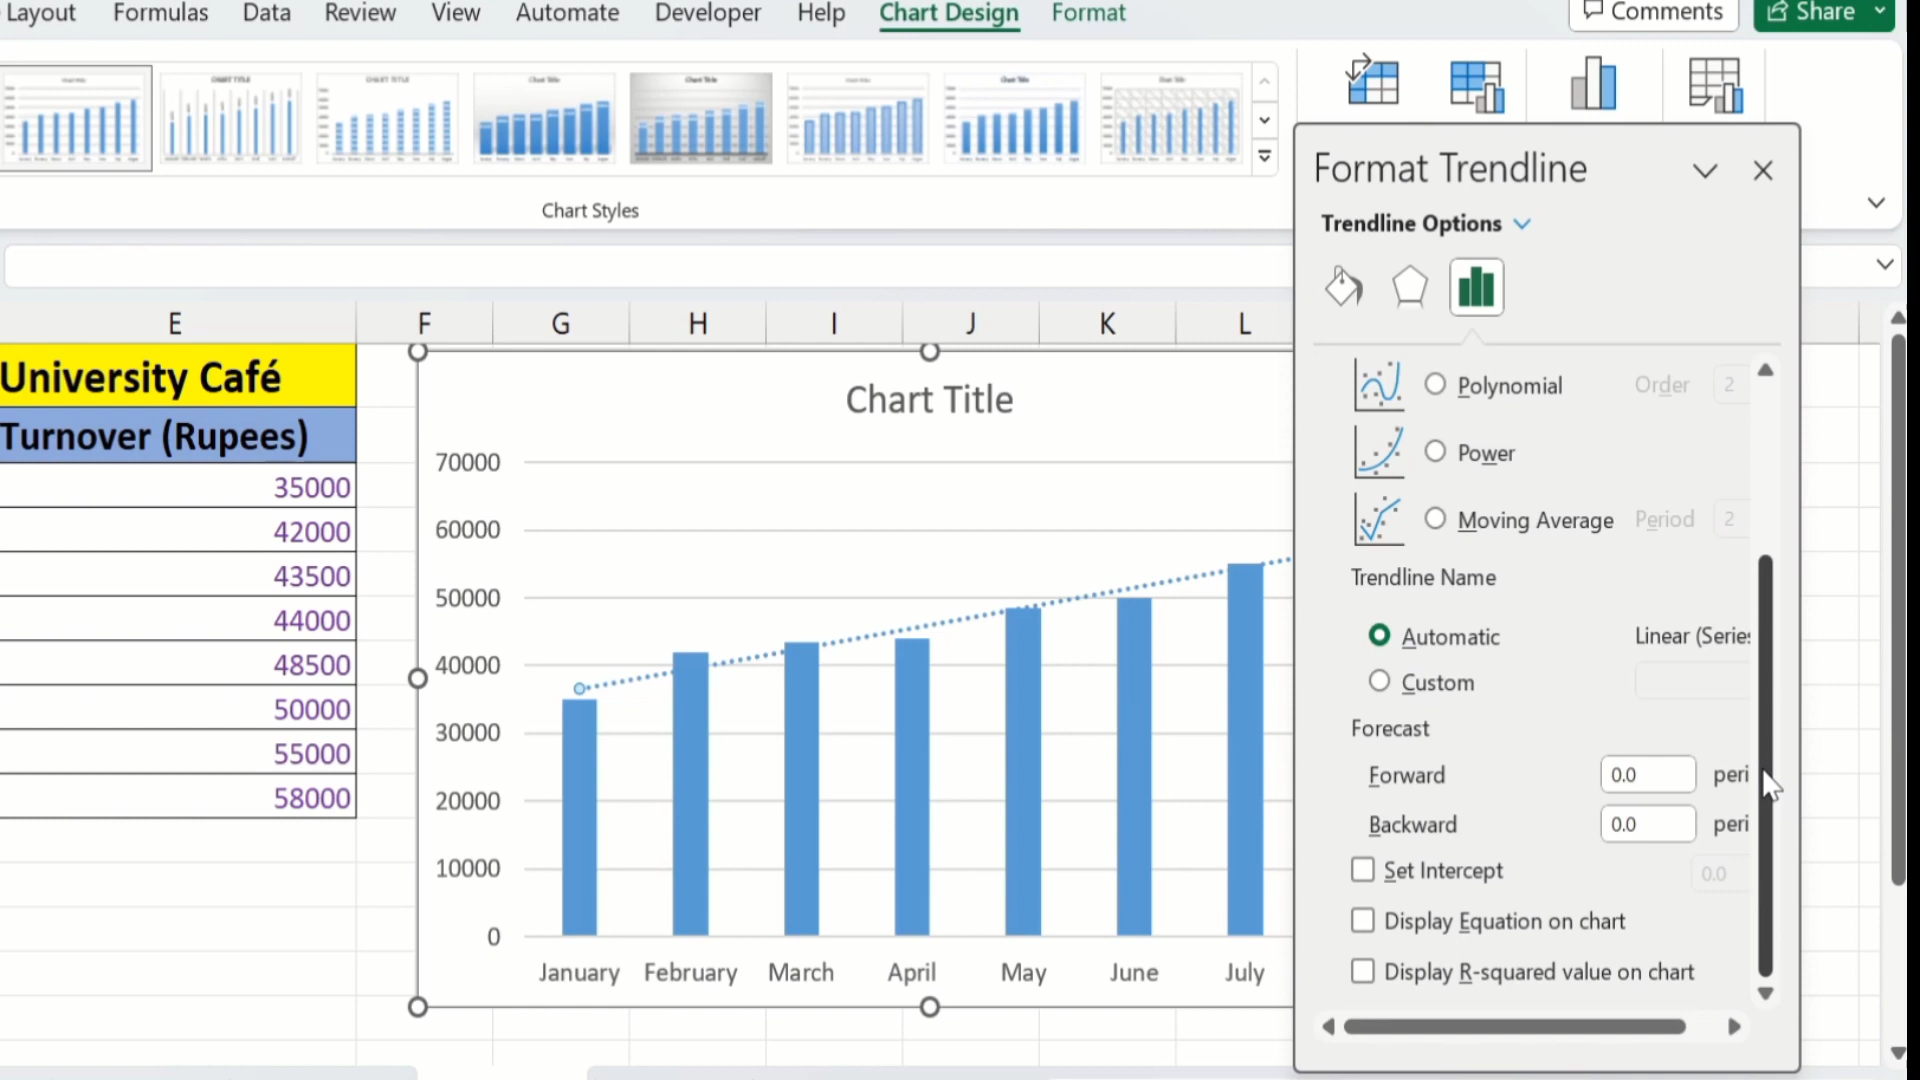 Layout
Formulas
Data
Review
View
Automate
Developer
Help
Chart Design
Format
Comments
Share
Chart Styles
Format Trendline
Trendline Options
E
F
G
H
I
J
K
L
University Café
Turnover (Rupees)
35000
42000
43500
44000
48500
50000
55000
58000
Chart Title
70000
60000
50000
40000
30000
20000
10000
0
January
February
March
April
May
June
July
Polynomial
Order
2
Power
Moving Average
Period
2
Trendline Name
Automatic
Linear (Series
Custom
Forecast
Forward
0.0
peri
Backward
0.0
peri
Set Intercept
0.0
Display Equation on chart
Display R-squared value on chart